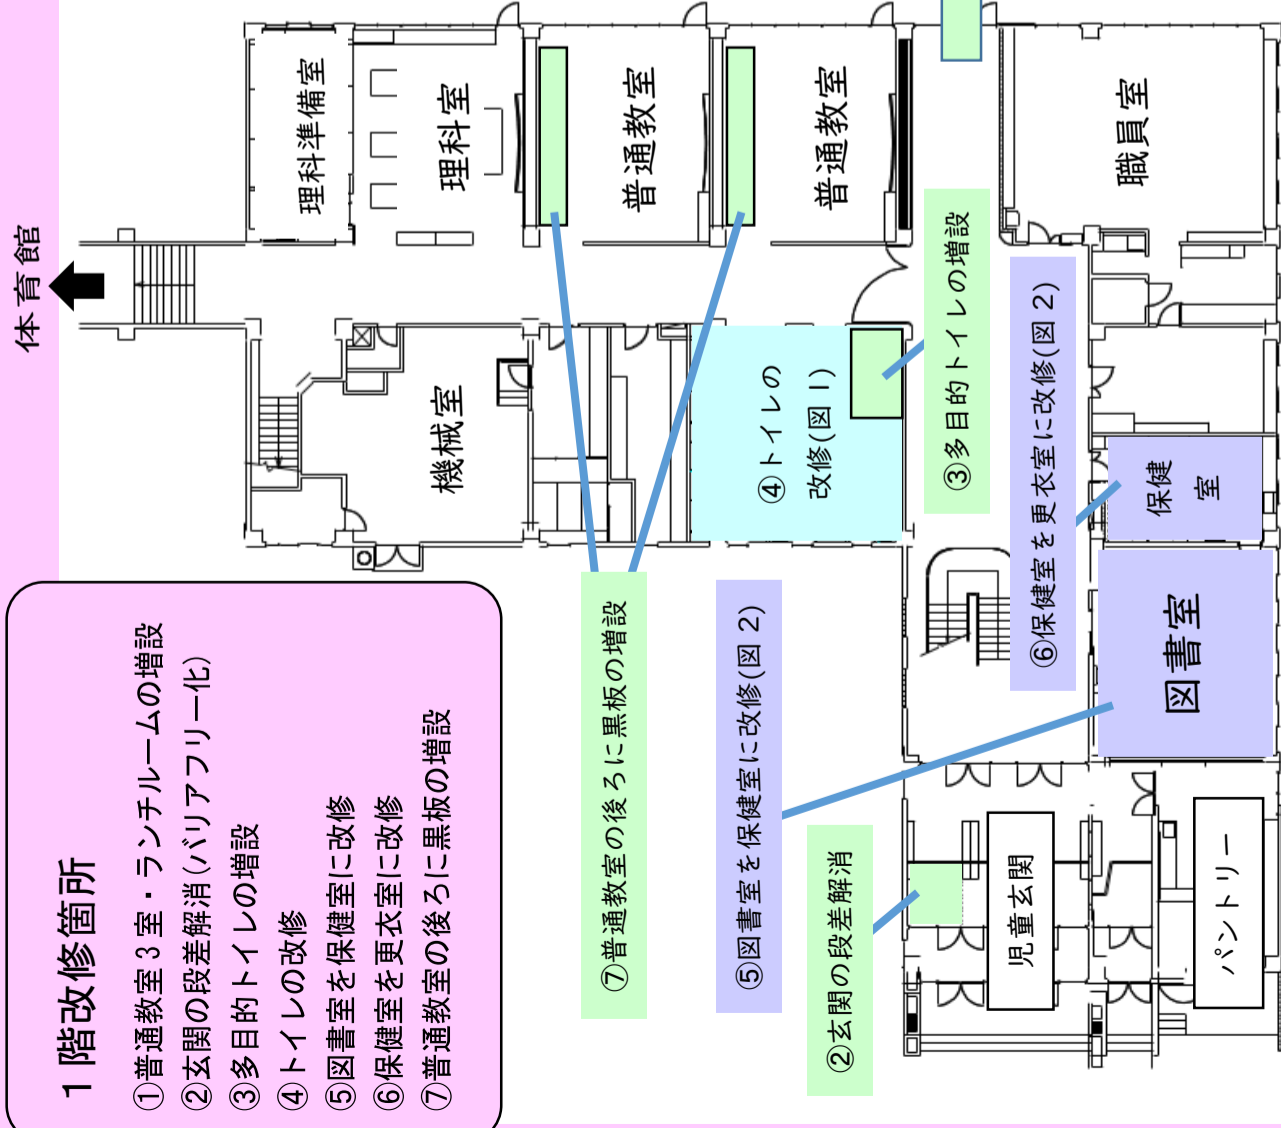 1階改修箇所
①普通教室3室・ランチルームの増設
②玄関の段差解消(バリアフリー化)
③多目的トイレの増設
④トイレの改修
⑤図書室を保健室に改修
⑥保健室を更衣室に改修
⑦普通教室の後ろに黒板の増設
体育館
理科準備室
理科室
普通教室
普通教室
職員室
機械室
④トイレの
改修(図1)
③多目的トイレの増設
⑥保健室を更衣室に改修(図2)
保健
室
図書室
⑦普通教室の後ろに黒板の増設
⑤図書室を保健室に改修(図2)
②玄関の段差解消
児童玄関
パントリー